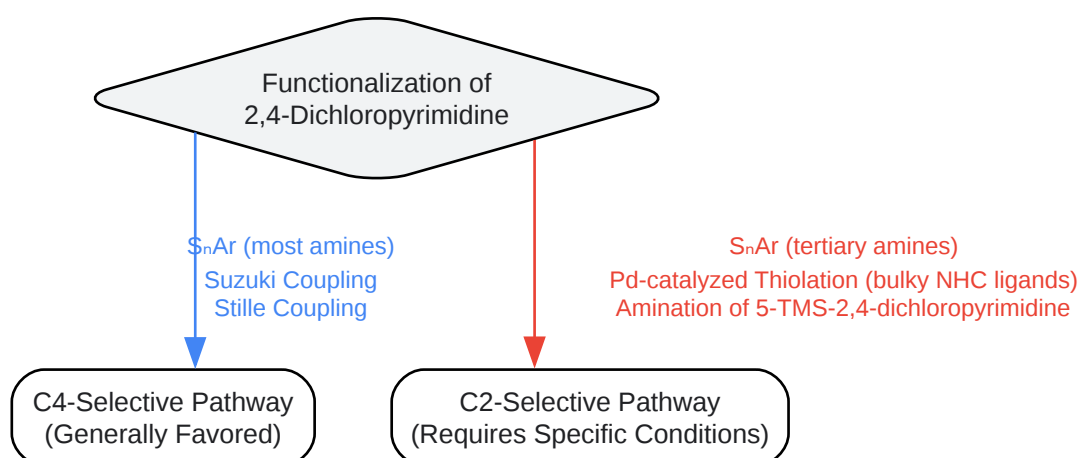 Functionalization of
2,4-Dichloropyrimidine
SₙAr (most amines)
Suzuki Coupling
Stille Coupling
SₙAr (tertiary amines)
Pd-catalyzed Thiolation (bulky NHC ligands)
Amination of 5-TMS-2,4-dichloropyrimidine
C4-Selective Pathway
(Generally Favored)
C2-Selective Pathway
(Requires Specific Conditions)